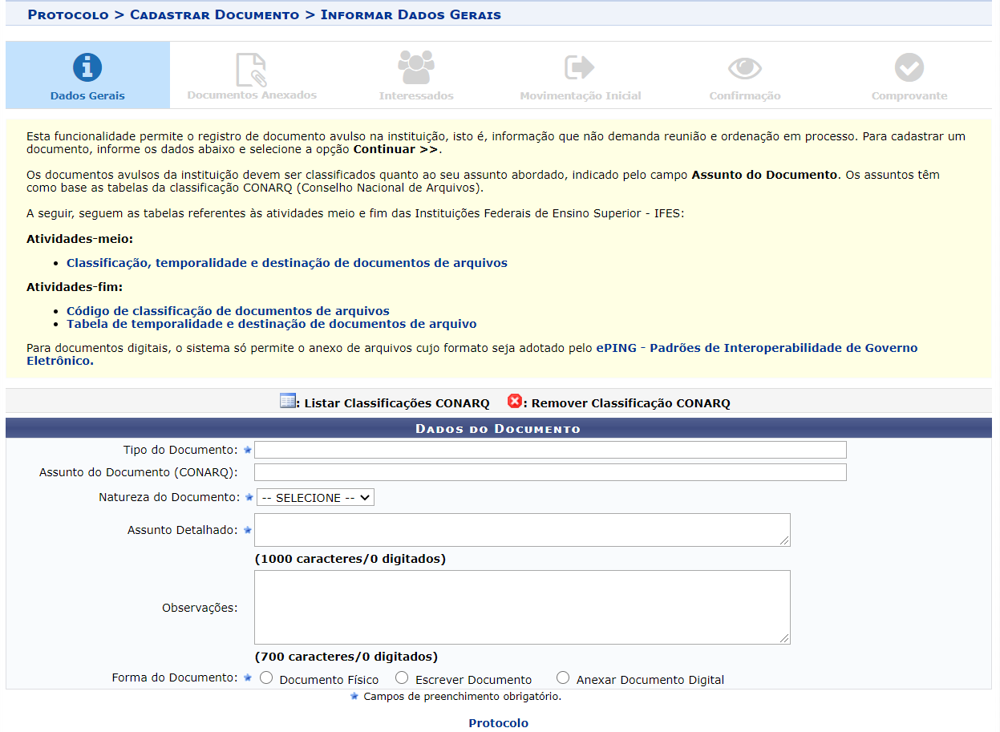 Protocolo > Cadastrar Documento > Informar Dados Gerais
Dados Gerais
Documentos Anexados
Interessados
Movimentação Inicial
Confirmação
Comprovante
Esta funcionalidade permite o registro de documento avulso na instituição, isto é, informação que não demanda reunião e ordenação em processo. Para cadastrar um
documento, informe os dados abaixo e selecione a opção Continuar >>.
Os documentos avulsos da instituição devem ser classificados quanto ao seu assunto abordado, indicado pelo campo Assunto do Documento. Os assuntos têm
como base as tabelas da classificação CONARQ (Conselho Nacional de Arquivos).
A seguir, seguem as tabelas referentes às atividades meio e fim das Instituições Federais de Ensino Superior - IFES:
Atividades-meio:
• Classificação, temporalidade e destinação de documentos de arquivos
Atividades-fim:
• Código de classificação de documentos de arquivos
• Tabela de temporalidade e destinação de documentos de arquivo
Para documentos digitais, o sistema só permite o anexo de arquivos cujo formato seja adotado pelo ePING - Padrões de Interoperabilidade de Governo
Eletrônico.
: Listar Classificações CONARQ : Remover Classificação CONARQ
Dados do Documento
Tipo do Documento:
Assunto do Documento (CONARQ):
Natureza do Documento: -- SELECIONE --
Assunto Detalhado:
(1000 caracteres/0 digitados)
Observações:
(700 caracteres/0 digitados)
Forma do Documento: Documento Físico Escrever Documento Anexar Documento Digital
Campos de preenchimento obrigatório.
Protocolo